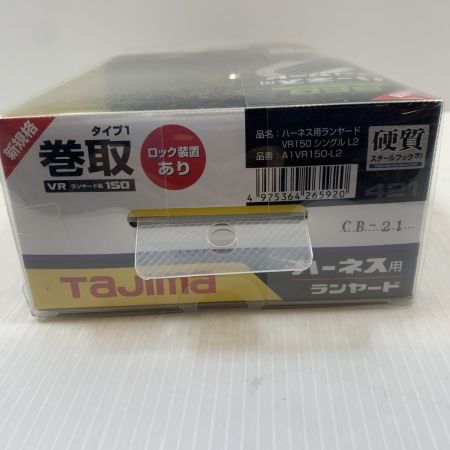 新規格
タイプ1
巻取
VR ランヤード長 150
ロック装置
あり
品名:ハーネス用ランヤード
VR150 シングル L2
品番:A1VR150-L2
4 975364 265920
硬質
スチールフック
421
CB-21
TaJima
ハーネス用
ランヤード